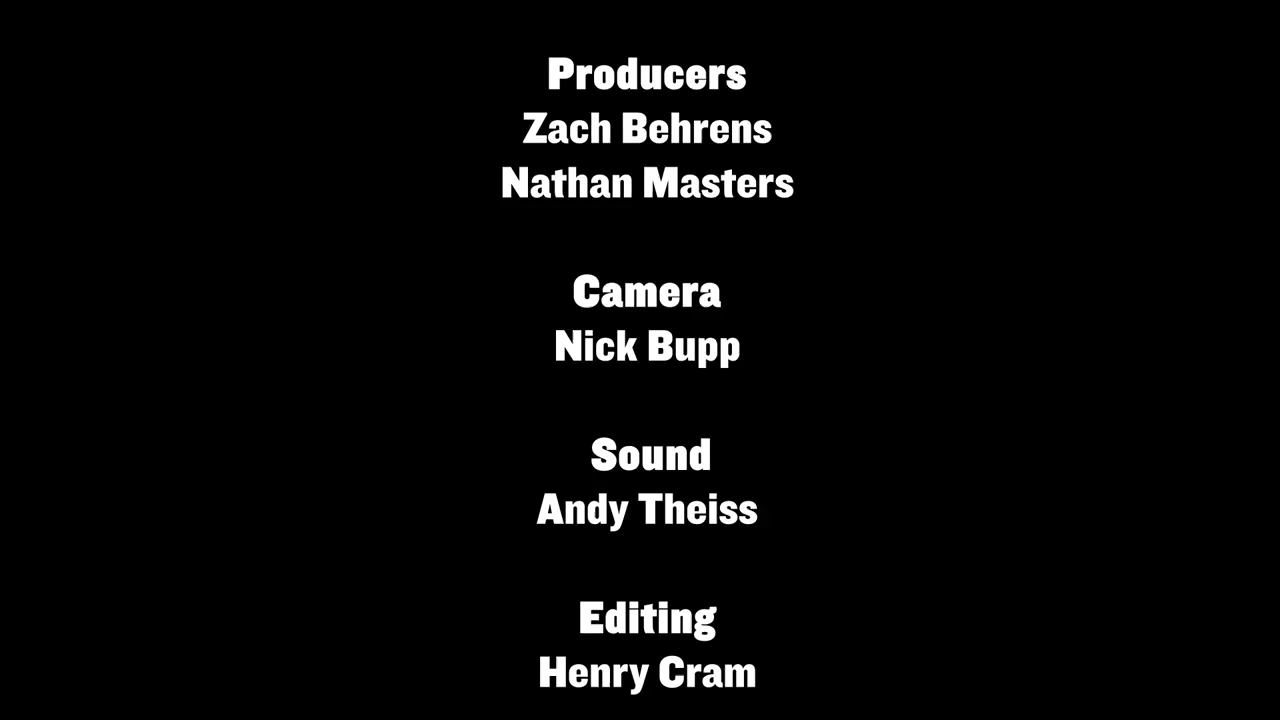 Producers
Zach Behrens
Nathan Masters
Camera
Nick Bupp
Sound
Andy Theiss
Editing
Henry Cram